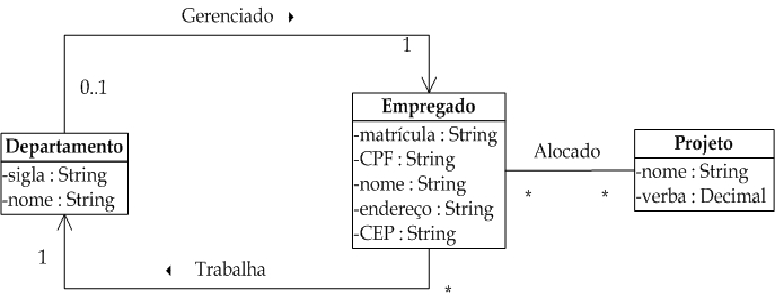 Gerenciado
1
0..1
Departamento
-sigla : String
-nome : String
Empregado
-matrícula : String
-CPF : String
-nome : String
-endereço : String
-CEP : String
Alocado
* *
Projeto
-nome : String
-verba : Decimal
1
Trabalha
*